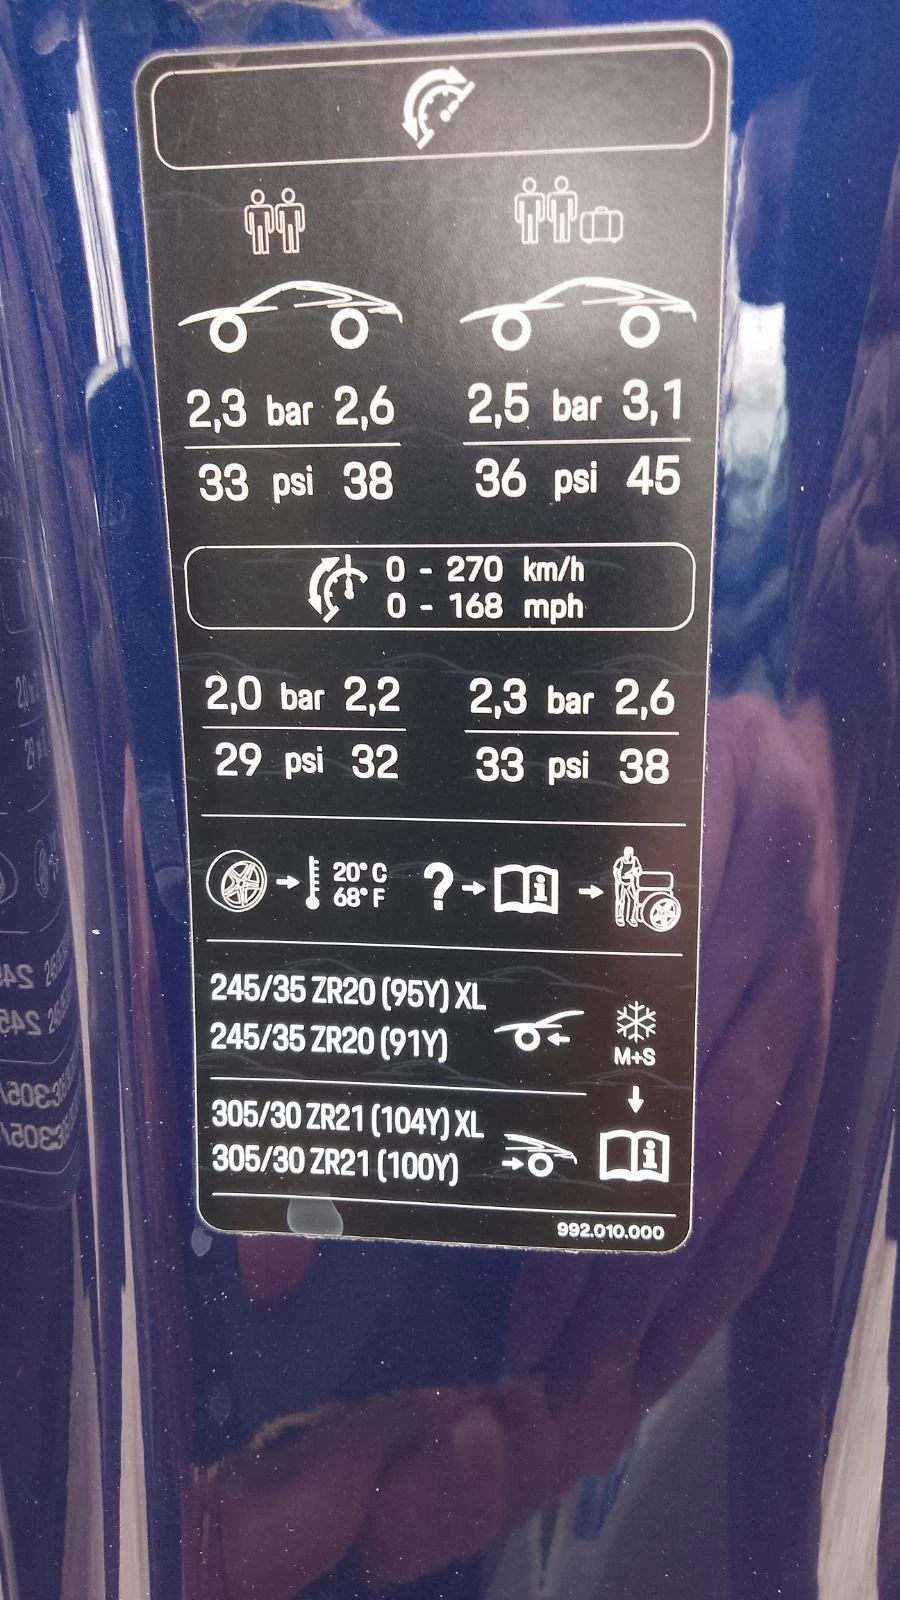 2,3 bar 2,6 2,5 bar 3,1
33 psi 38 36 psi 45
0 - 270 km/h
0 - 168 mph
2,0 bar 2,2 2,3 bar 2,6
29 psi 32 33 psi 38
20° C
68° F
?
i
245/35 ZR20 (95Y) XL
245/35 ZR20 (91Y)
M+S
305/30 ZR21 (104Y) XL
305/30 ZR21 (100Y)
i
992.010.000